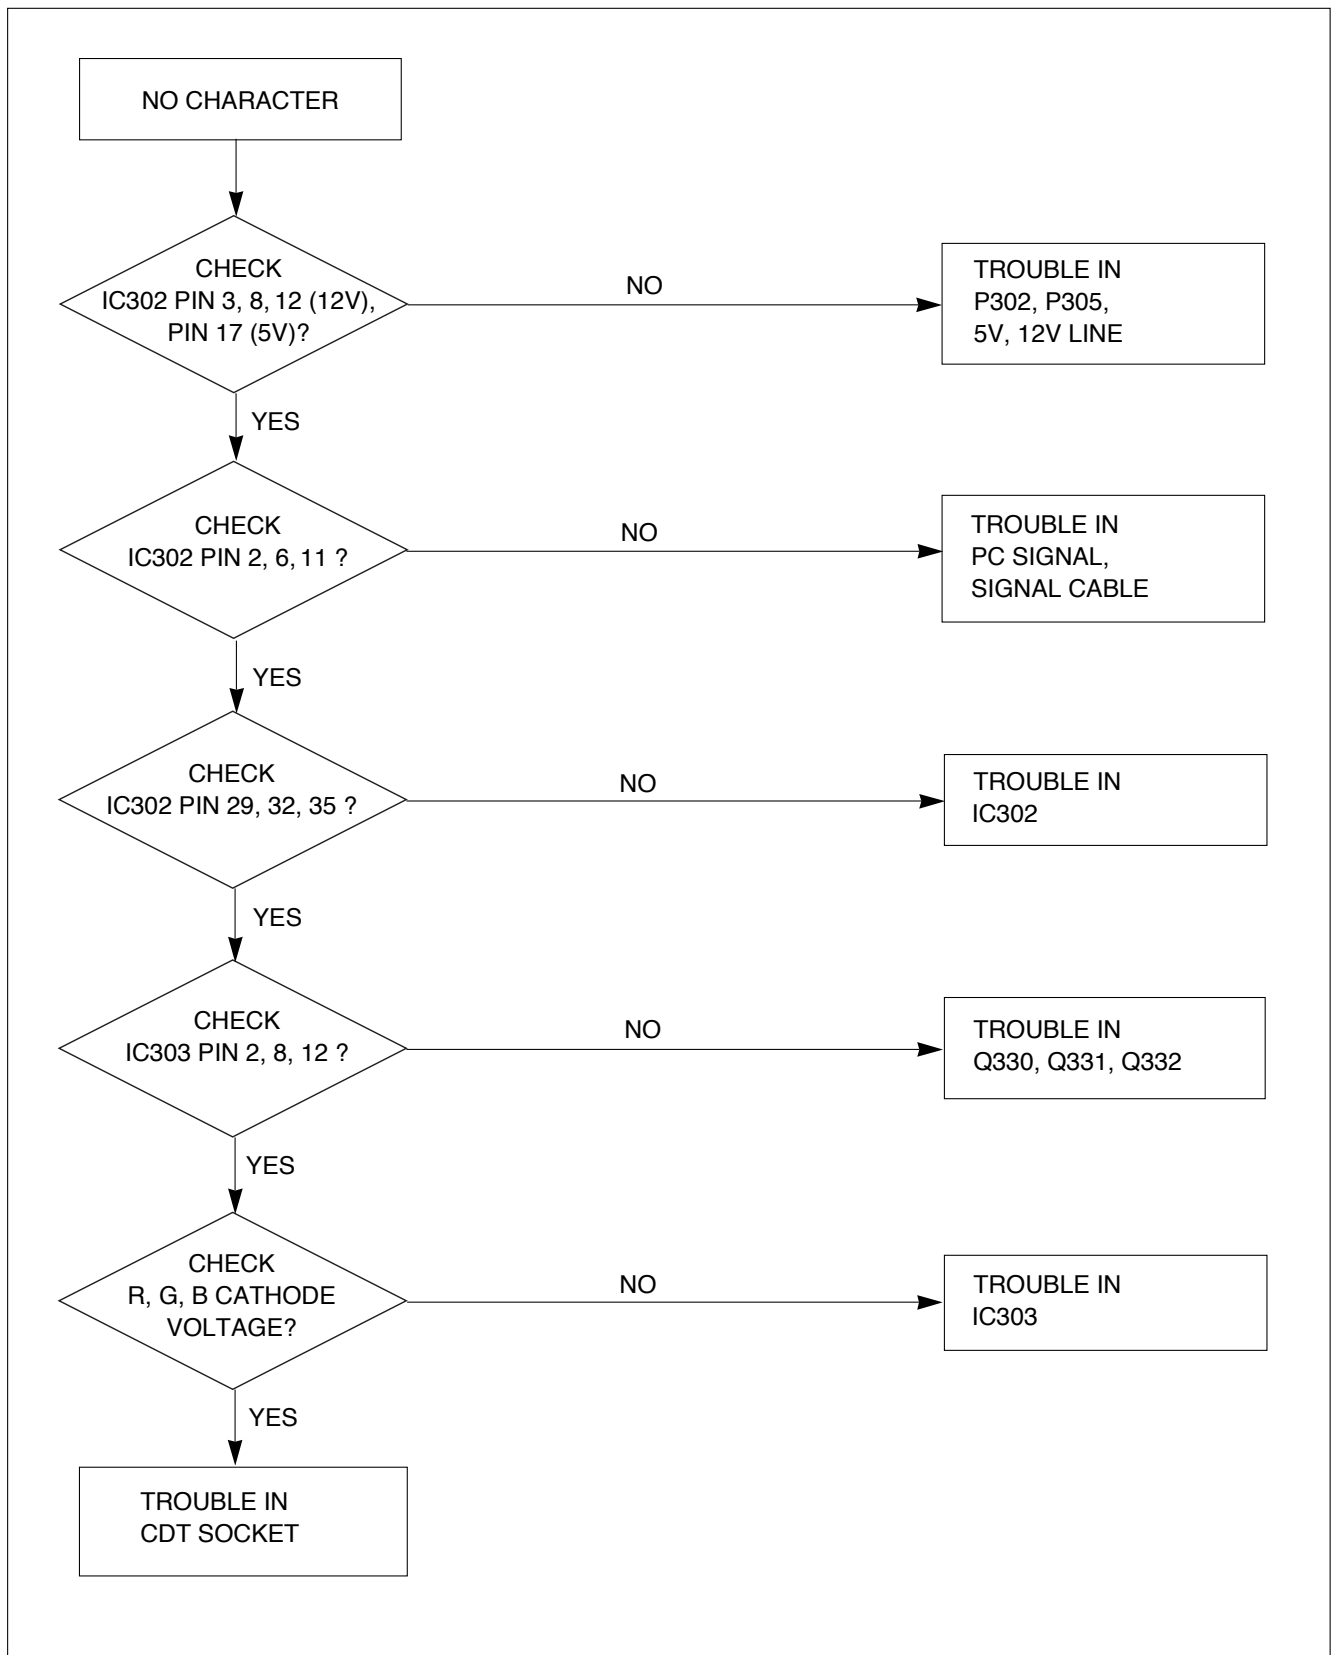 NO CHARACTER
CHECK
IC302 PIN 3, 8, 12 (12V),
PIN 17 (5V)?
NO
TROUBLE IN
P302, P305,
5V, 12V LINE
YES
CHECK
IC302 PIN 2, 6, 11 ?
NO
TROUBLE IN
PC SIGNAL,
SIGNAL CABLE
YES
CHECK
IC302 PIN 29, 32, 35 ?
NO
TROUBLE IN
IC302
YES
CHECK
IC303 PIN 2, 8, 12 ?
NO
TROUBLE IN
Q330, Q331, Q332
YES
CHECK
R, G, B CATHODE
VOLTAGE?
NO
TROUBLE IN
IC303
YES
TROUBLE IN
CDT SOCKET